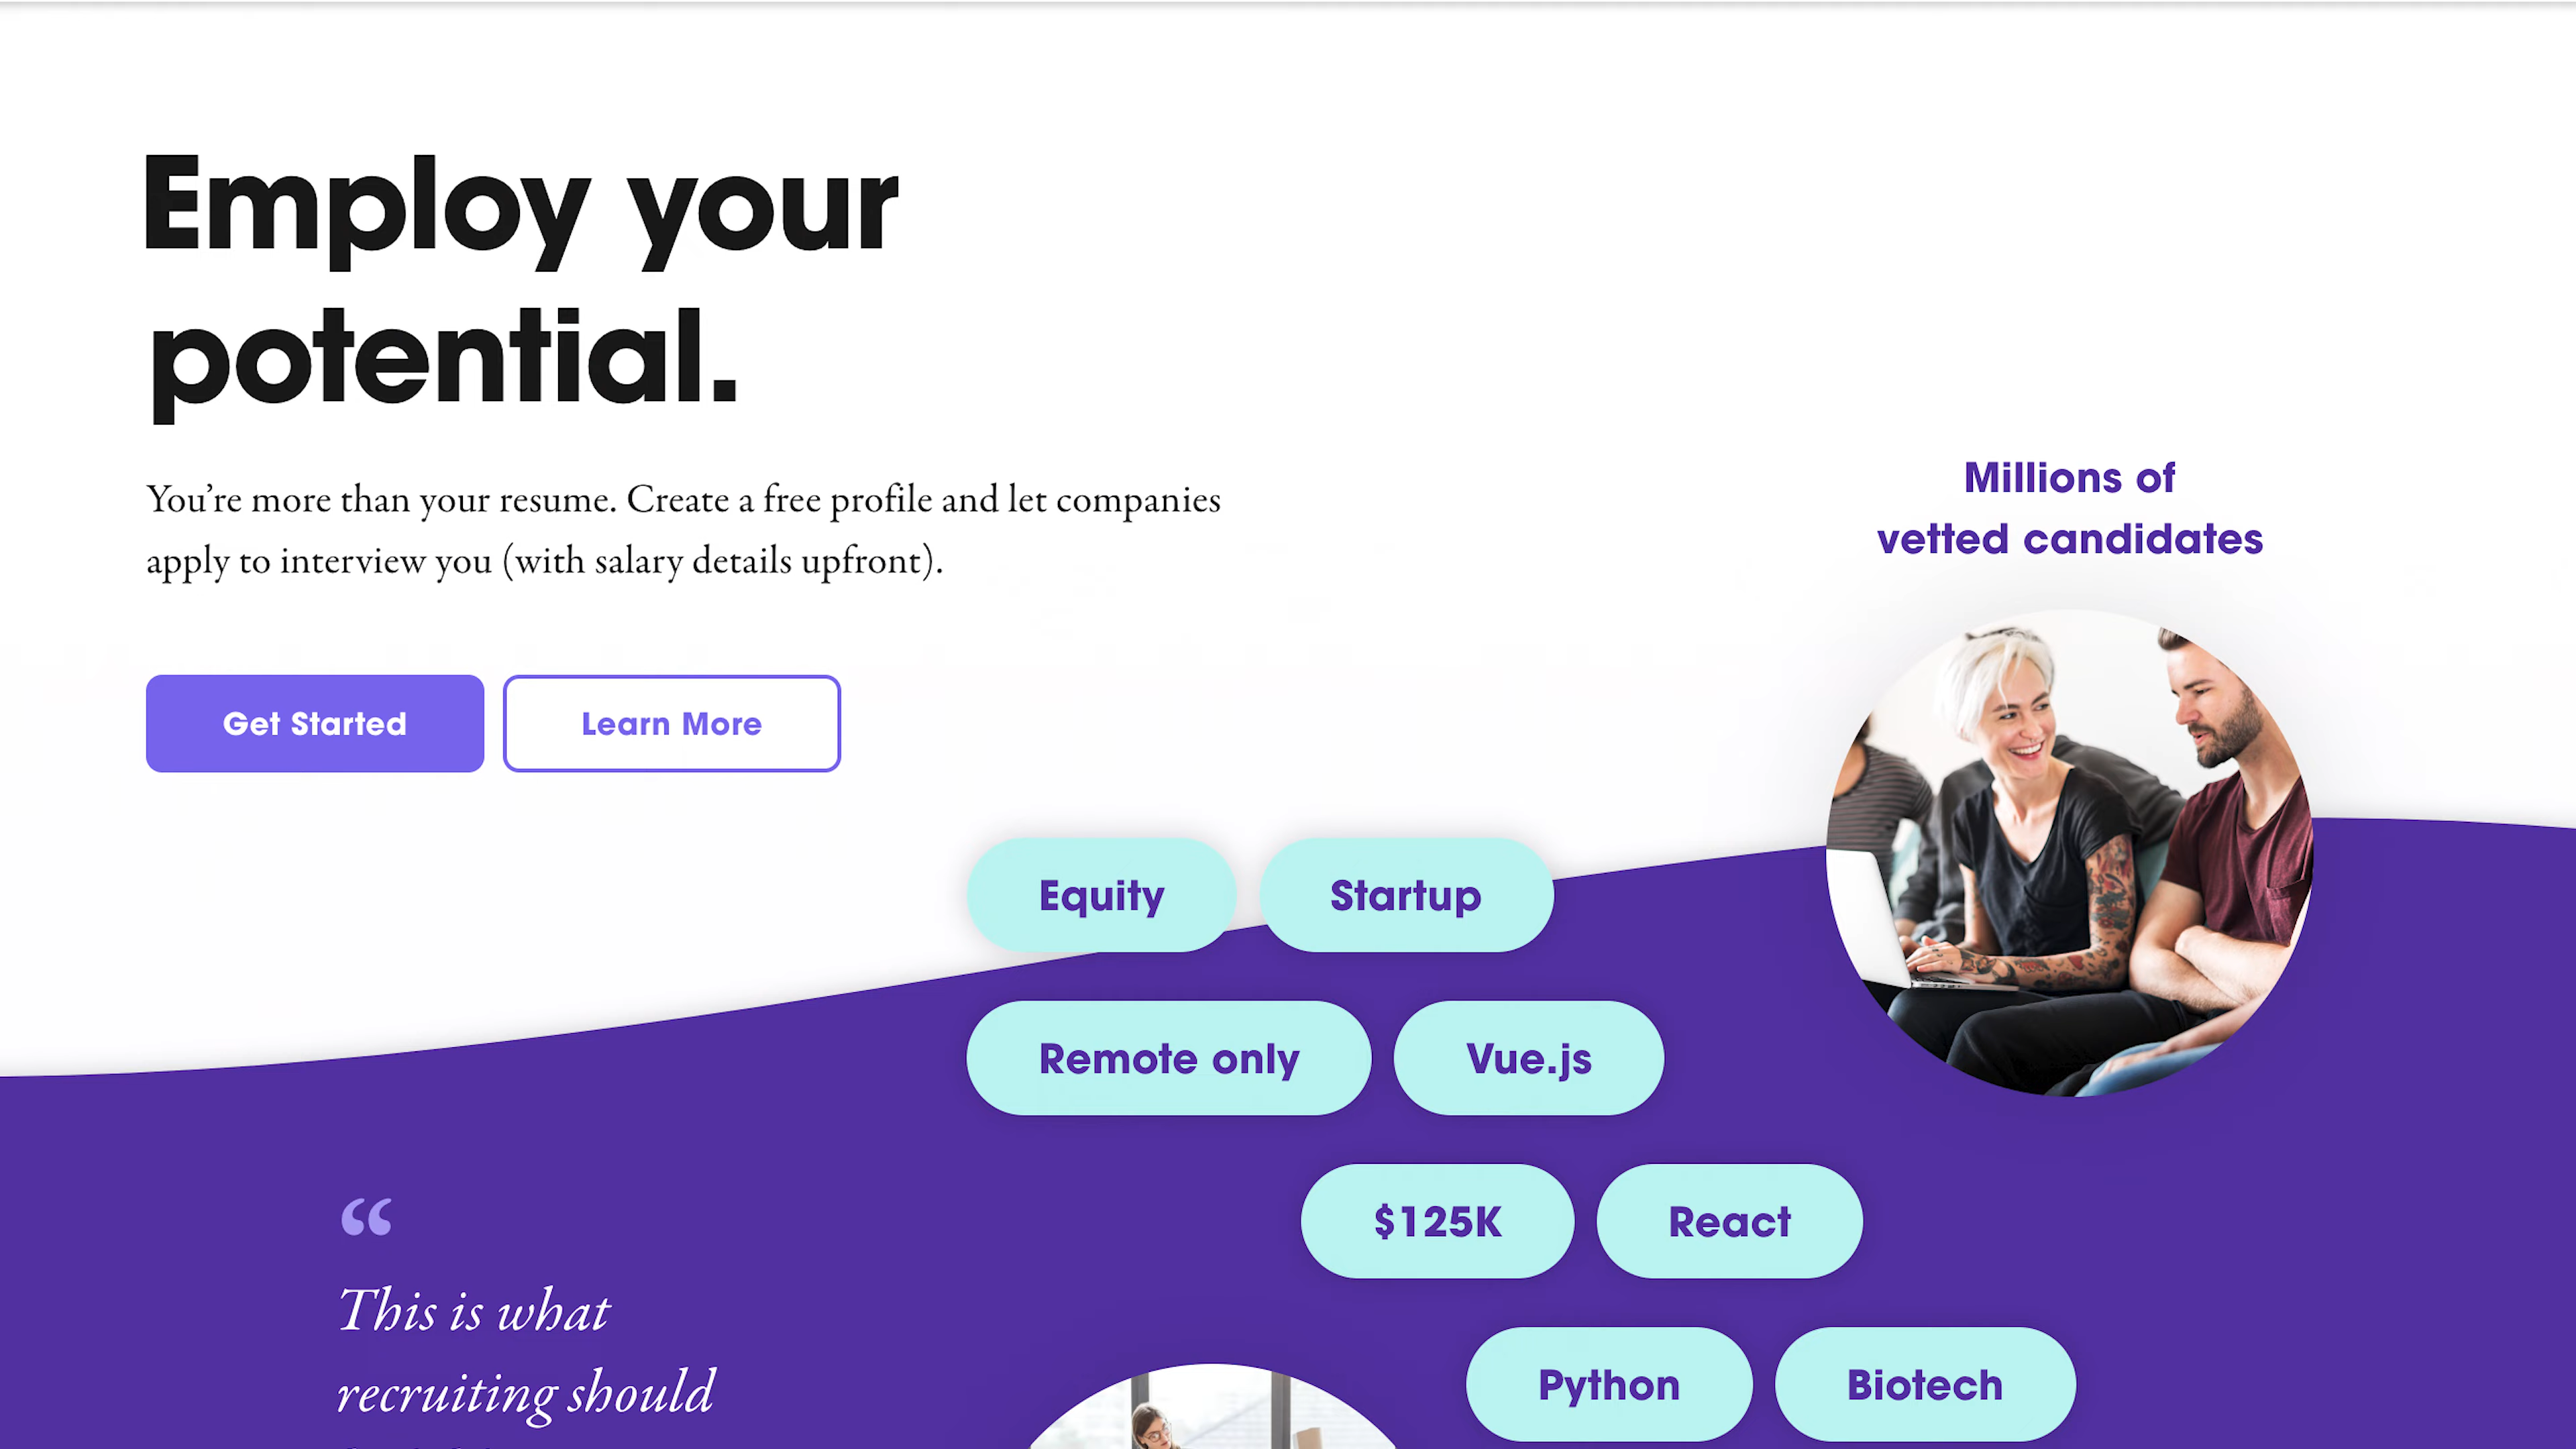 Employ your
potential.
You’re more than your resume. Create a free profile and let companies
apply to interview you (with salary details upfront).
Get Started
Learn More
Millions of
vetted candidates
Equity
Startup
Remote only
Vue.js
$125K
React
Python
Biotech
“
This is what
recruiting should